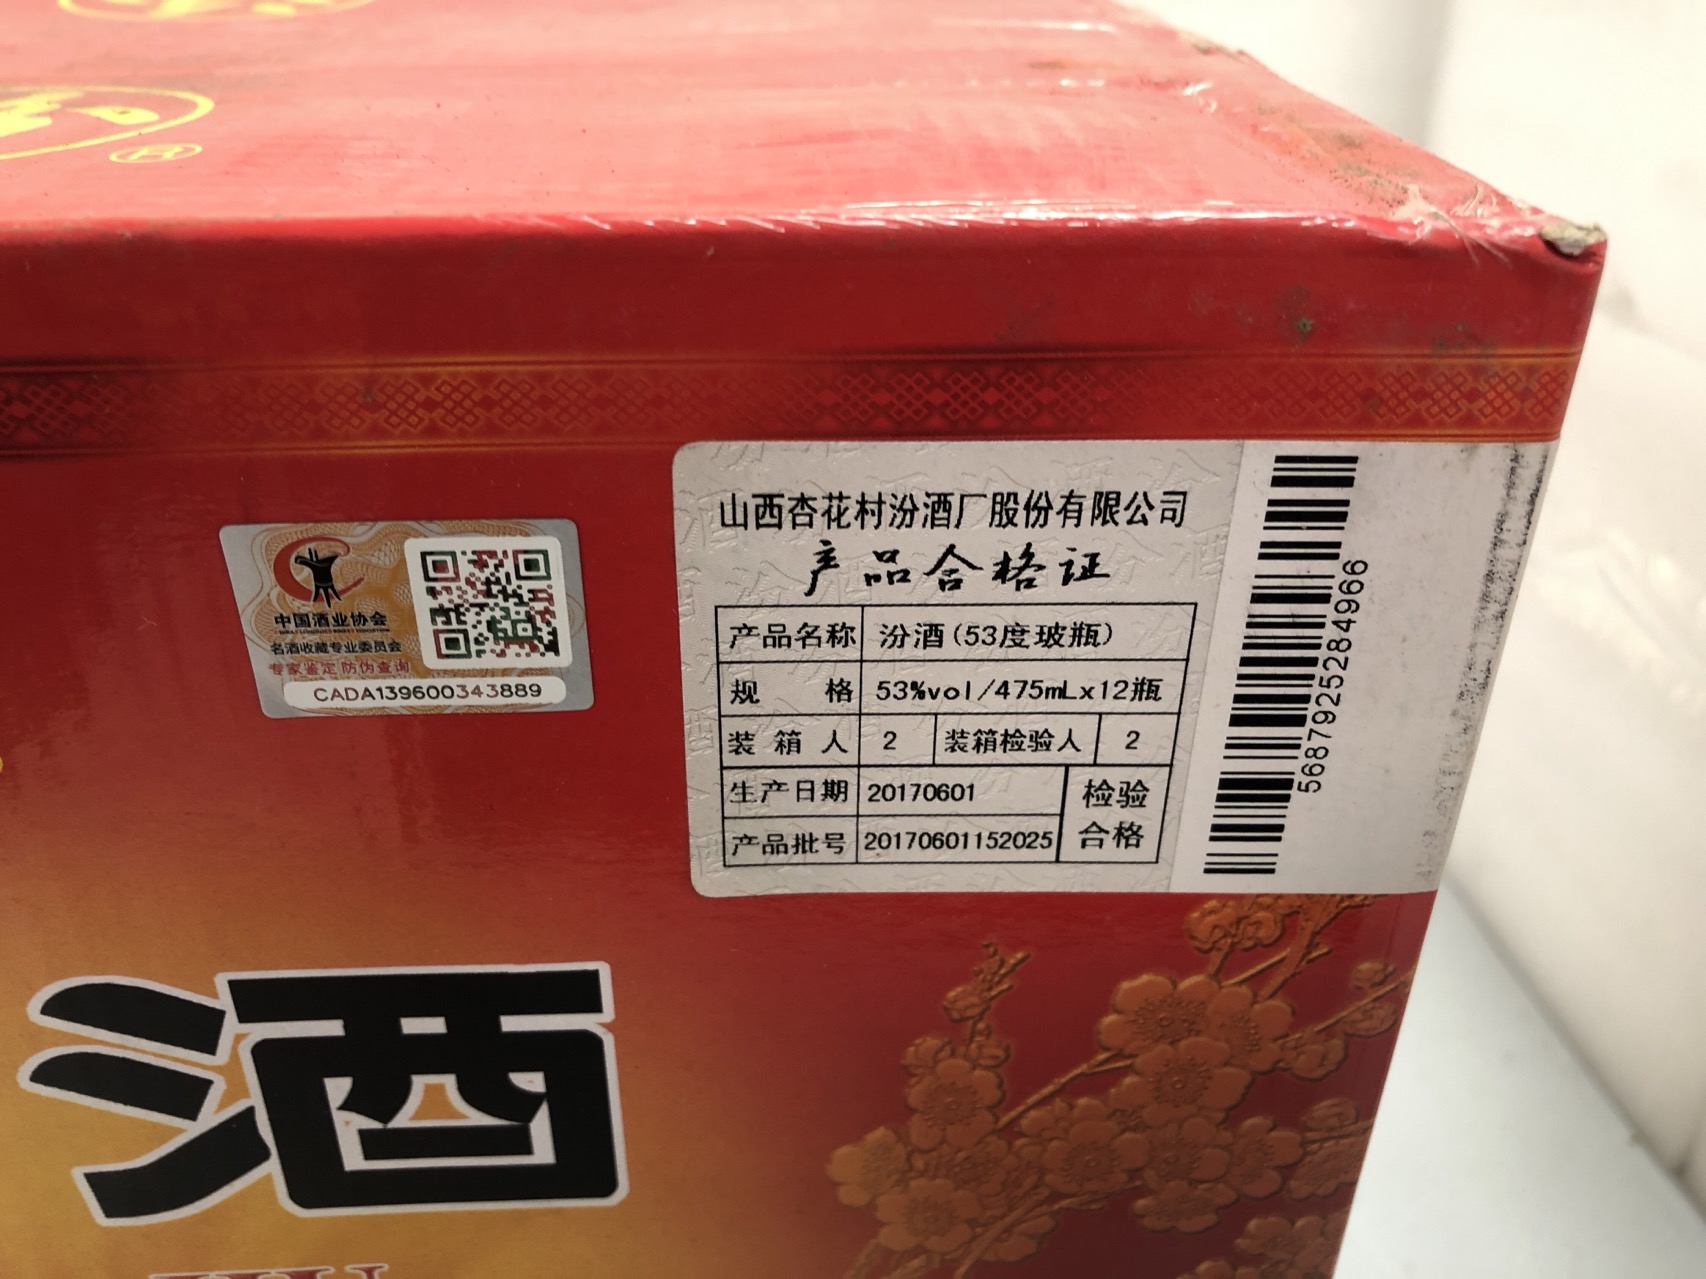 ®
中国酒业协会
名酒收藏专业委员会
专家鉴定 防伪查询
CADA139600343889
山西杏花村汾酒厂股份有限公司
产品合格证
产品名称 汾酒(53度玻瓶)
规 格 53%vol/475mLx12瓶
装箱人 2 装箱检验人 2
生产日期 20170601 检验
产品批号 20170601152025 合格
56879252584966
酒